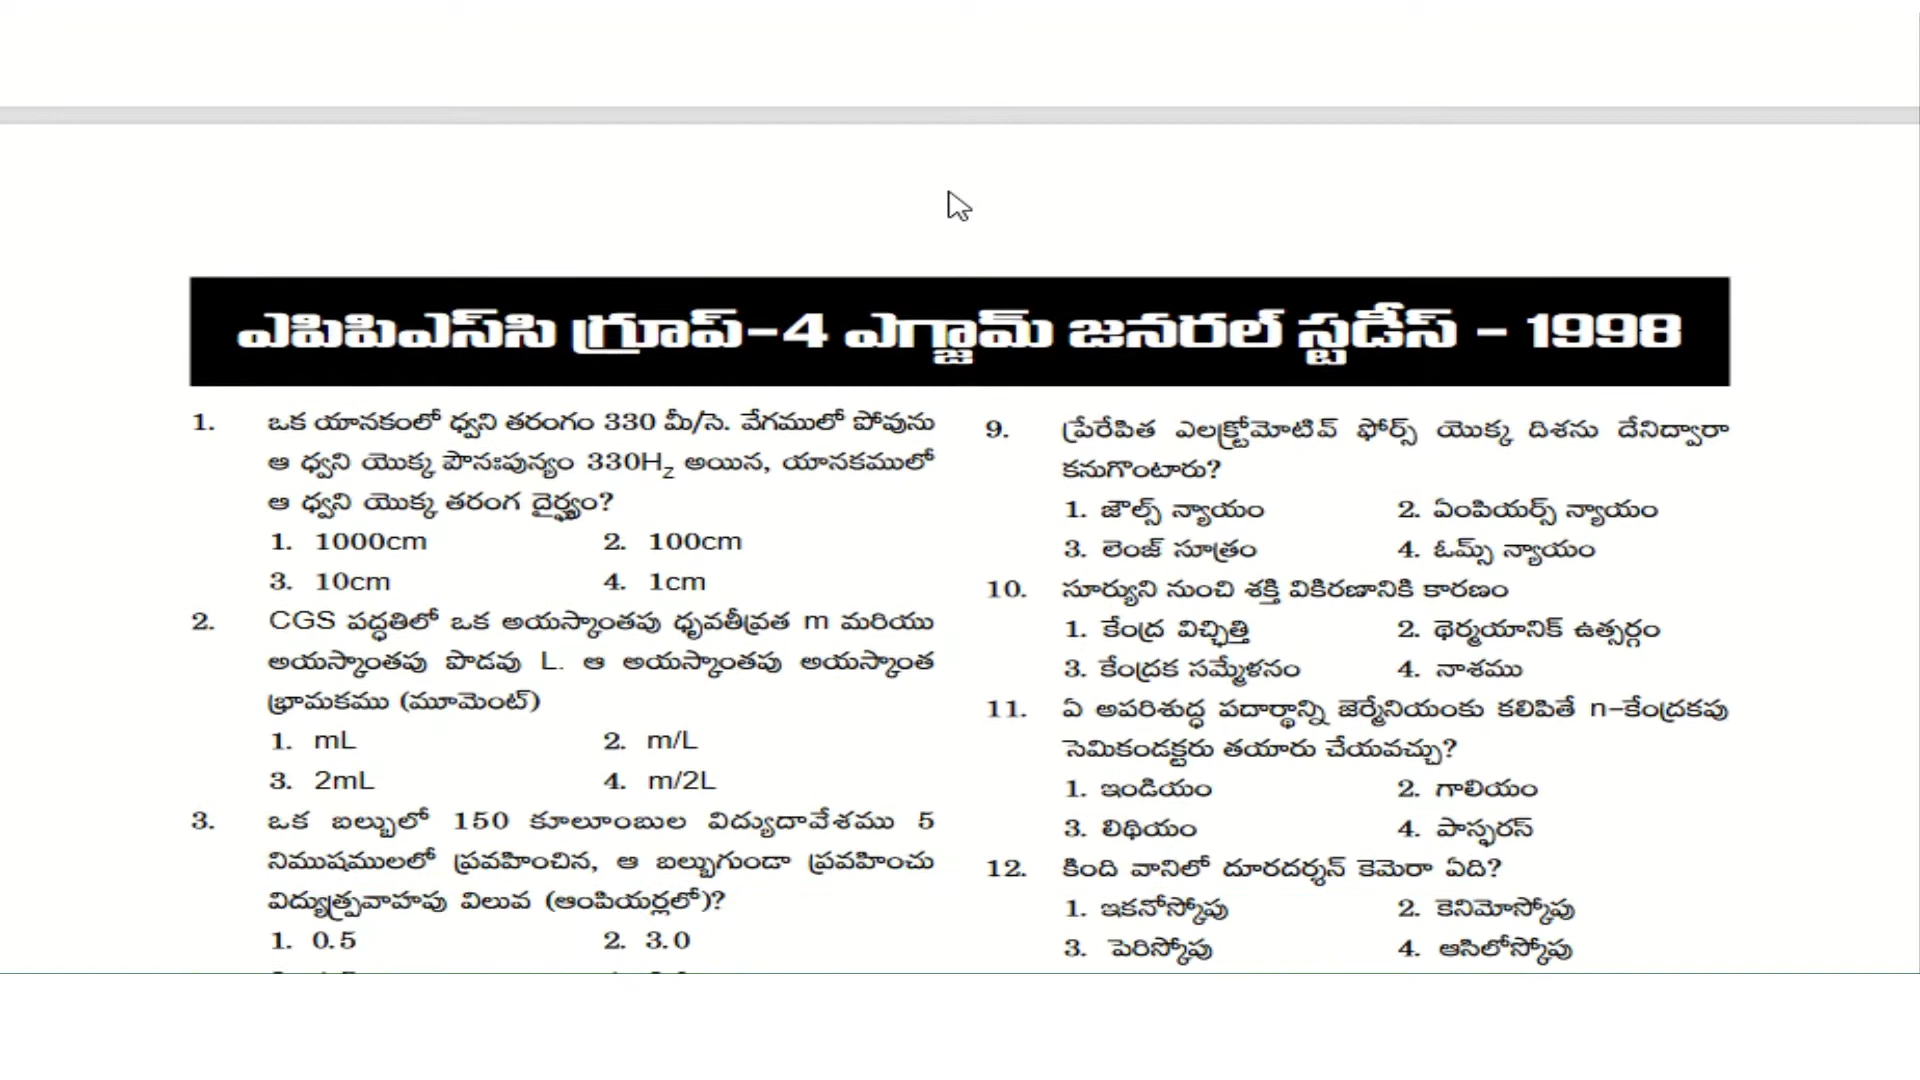 ఎపిపిఎస్‌సి గ్రూప్-4 ఎగ్జామ్ జనరల్ స్టడీస్ - 1998
1. ఒక యానకంలో ధ్వని తరంగం 330 మీ/సె. వేగములో పోవును
ఆ ధ్వని యొక్క పౌనఃపున్యం 330Hz అయిన, యానకములో
ఆ ధ్వని యొక్క తరంగ దైర్ఘ్యం?
1. 1000cm 2. 100cm
3. 10cm 4. 1cm
2. CGS పద్ధతిలో ఒక అయస్కాంతపు ధృవతీవ్రత m మరియు
అయస్కాంతపు పొడవు L. ఆ అయస్కాంతపు అయస్కాంత
భ్రామకము (మూమెంట్)
1. mL 2. m/L
3. 2mL 4. m/2L
3. ఒక బల్బులో 150 కూలూంబుల విద్యుదావేశము 5
నిముషములలో ప్రవహించిన, ఆ బల్బుగుండా ప్రవహించు
విద్యుత్ప్రవాహపు విలువ (ఆంపియర్లలో)?
1. 0.5 2. 3.0
9. ప్రేరేపిత ఎలక్ట్రోమోటివ్ ఫోర్స్ యొక్క దిశను దేనిద్వారా
కనుగొంటారు?
1. జౌల్స్ న్యాయం 2. ఏంపియర్స్ న్యాయం
3. లెంజ్ సూత్రం 4. ఓమ్స్ న్యాయం
10. సూర్యుని నుంచి శక్తి వికిరణానికి కారణం
1. కేంద్ర విచ్ఛిత్తి 2. థెర్మయానిక్ ఉత్సర్గం
3. కేంద్రక సమ్మేళనం 4. నాశము
11. ఏ అపరిశుద్ధ పదార్థాన్ని జెర్మేనియంకు కలిపితే n-కేంద్రకపు
సెమికండక్టరు తయారు చేయవచ్చు?
1. ఇండియం 2. గాలియం
3. లిథియం 4. పాస్ఫరస్
12. కింది వానిలో దూరదర్శన్ కెమెరా ఏది?
1. ఇకనోస్కోపు 2. కెనిమోస్కోపు
3. పెరిస్కోపు 4. ఆసిలోస్కోపు